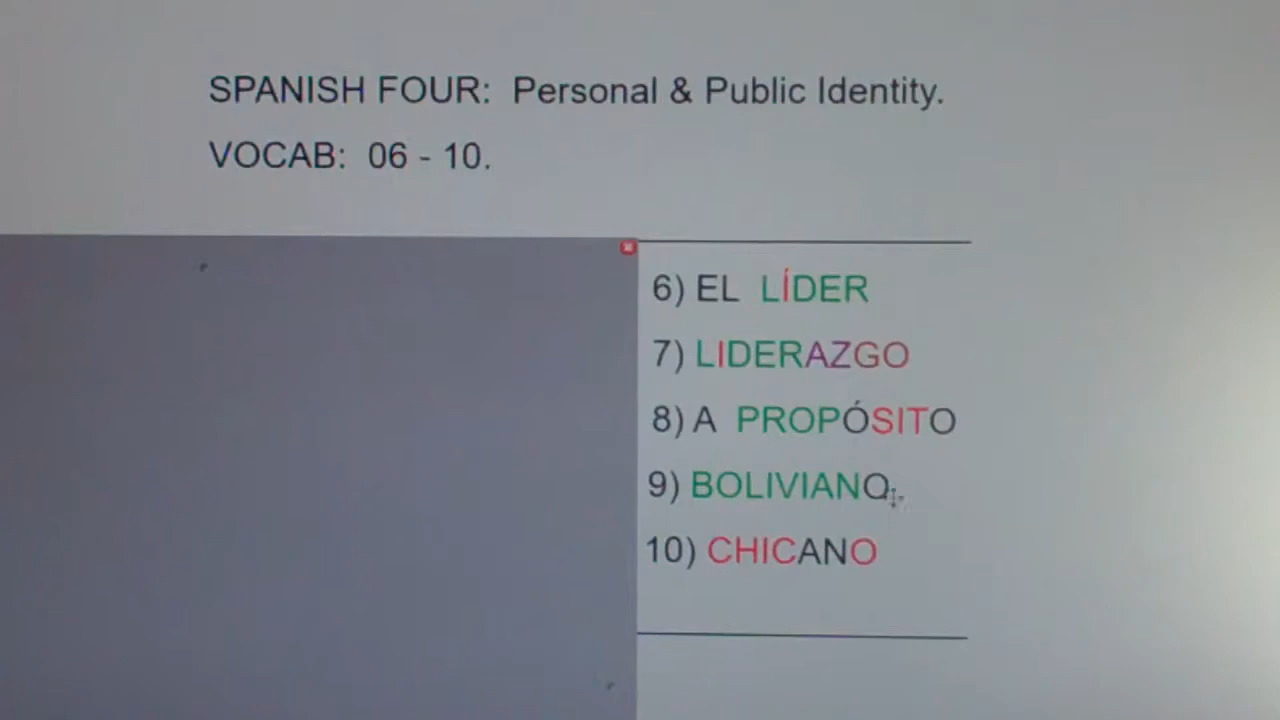 SPANISH FOUR: Personal & Public Identity.
VOCAB: 06 - 10.
6) EL LÍDER
7) LIDERAZGO
8) A PROPÓSITO
9) BOLIVIANO
10) CHICANO